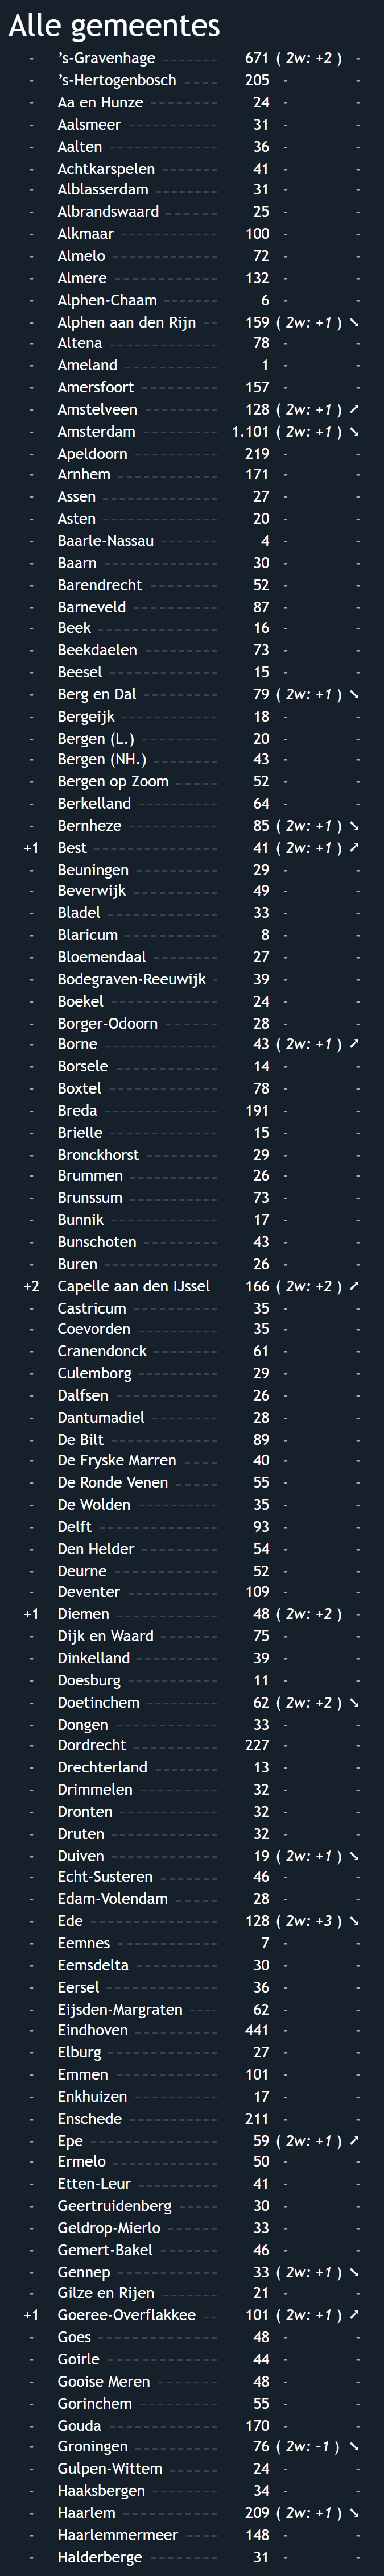 Alle gemeentes
- ’s-Gravenhage 671 ( 2w: +2 ) -
- ’s-Hertogenbosch 205 - -
- Aa en Hunze 24 - -
- Aalsmeer 31 - -
- Aalten 36 - -
- Achtkarspelen 41 - -
- Alblasserdam 31 - -
- Albrandswaard 25 - -
- Alkmaar 100 - -
- Almelo 72 - -
- Almere 132 - -
- Alphen-Chaam 6 - -
- Alphen aan den Rijn 159 ( 2w: +1 ) ➘
- Altena 78 - -
- Ameland 1 - -
- Amersfoort 157 - -
- Amstelveen 128 ( 2w: +1 ) ➚
- Amsterdam 1.101 ( 2w: +1 ) ➘
- Apeldoorn 219 - -
- Arnhem 171 - -
- Assen 27 - -
- Asten 20 - -
- Baarle-Nassau 4 - -
- Baarn 30 - -
- Barendrecht 52 - -
- Barneveld 87 - -
- Beek 16 - -
- Beekdaelen 73 - -
- Beesel 15 - -
- Berg en Dal 79 ( 2w: +1 ) ➘
- Bergeijk 18 - -
- Bergen (L.) 20 - -
- Bergen (NH.) 43 - -
- Bergen op Zoom 52 - -
- Berkelland 64 - -
- Bernheze 85 ( 2w: +1 ) ➘
+1 Best 41 ( 2w: +1 ) ➚
- Beuningen 29 - -
- Beverwijk 49 - -
- Bladel 33 - -
- Blaricum 8 - -
- Bloemendaal 27 - -
- Bodegraven-Reeuwijk 39 - -
- Boekel 24 - -
- Borger-Odoorn 28 - -
- Borne 43 ( 2w: +1 ) ➚
- Borsele 14 - -
- Boxtel 78 - -
- Breda 191 - -
- Brielle 15 - -
- Bronckhorst 29 - -
- Brummen 26 - -
- Brunssum 73 - -
- Bunnik 17 - -
- Bunschoten 43 - -
- Buren 26 - -
+2 Capelle aan den IJssel 166 ( 2w: +2 ) ➚
- Castricum 35 - -
- Coevorden 35 - -
- Cranendonck 61 - -
- Culemborg 29 - -
- Dalfsen 26 - -
- Dantumadiel 28 - -
- De Bilt 89 - -
- De Fryske Marren 40 - -
- De Ronde Venen 55 - -
- De Wolden 35 - -
- Delft 93 - -
- Den Helder 54 - -
- Deurne 52 - -
- Deventer 109 - -
+1 Diemen 48 ( 2w: +2 ) -
- Dijk en Waard 75 - -
- Dinkelland 39 - -
- Doesburg 11 - -
- Doetinchem 62 ( 2w: +2 ) ➘
- Dongen 33 - -
- Dordrecht 227 - -
- Drechterland 13 - -
- Drimmelen 32 - -
- Dronten 32 - -
- Druten 32 - -
- Duiven 19 ( 2w: +1 ) ➘
- Echt-Susteren 46 - -
- Edam-Volendam 28 - -
- Ede 128 ( 2w: +3 ) ➘
- Eemnes 7 - -
- Eemsdelta 30 - -
- Eersel 36 - -
- Eijsden-Margraten 62 - -
- Eindhoven 441 - -
- Elburg 27 - -
- Emmen 101 - -
- Enkhuizen 17 - -
- Enschede 211 - -
- Epe 59 ( 2w: +1 ) ➚
- Ermelo 50 - -
- Etten-Leur 41 - -
- Geertruidenberg 30 - -
- Geldrop-Mierlo 33 - -
- Gemert-Bakel 46 - -
- Gennep 33 ( 2w: +1 ) ➘
- Gilze en Rijen 21 - -
+1 Goeree-Overflakkee 101 ( 2w: +1 ) ➚
- Goes 48 - -
- Goirle 44 - -
- Gooise Meren 48 - -
- Gorinchem 55 - -
- Gouda 170 - -
- Groningen 76 ( 2w: -1 ) ➘
- Gulpen-Wittem 24 - -
- Haaksbergen 34 - -
- Haarlem 209 ( 2w: +1 ) ➘
- Haarlemmermeer 148 - -
- Halderberge 31 - -